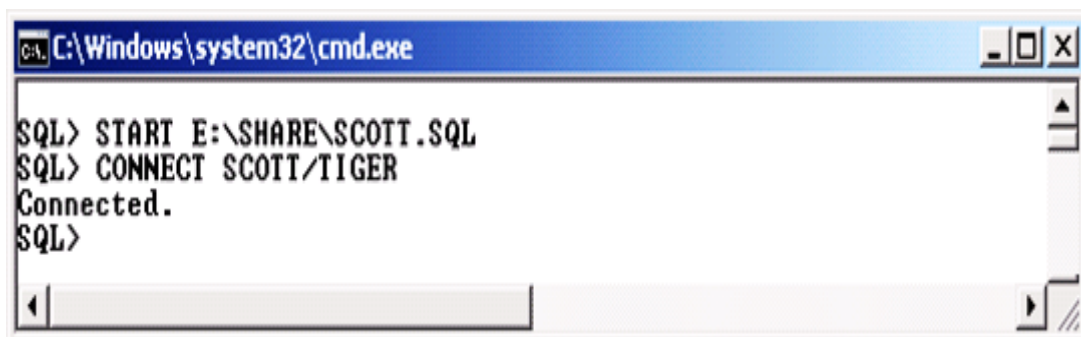 C:\Windows\system32\cmd.exe
SQL> START E:\SHARE\SCOTT.SQL
SQL> CONNECT SCOTT/TIGER
Connected.
SQL>